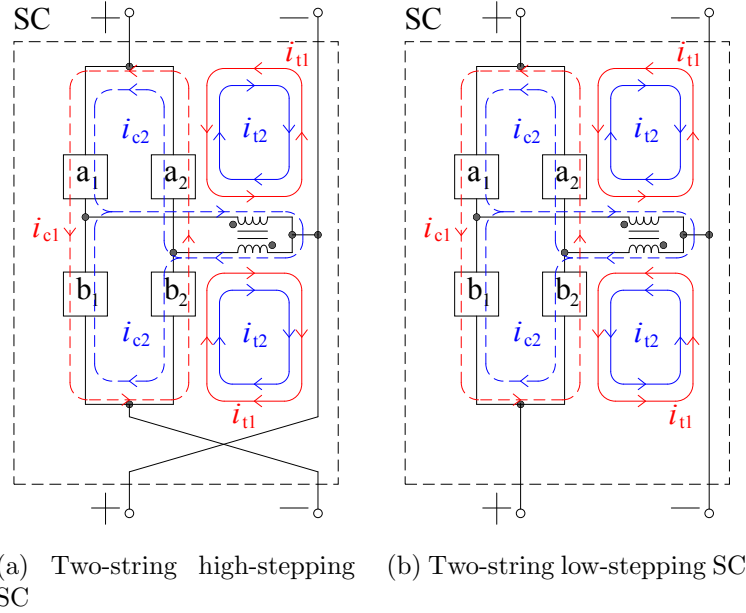 SC + − SC + −
i_t1 i_t1
i_c2 i_t2 i_c2 i_t2
a_1 a_2 a_1 a_2
i_c1 i_c1
b_1 b_2 b_1 b_2
i_c2 i_t2 i_c2 i_t2
i_t1 i_t1
+ − + −
(a) Two-string high-stepping (b) Two-string low-stepping SC
SC